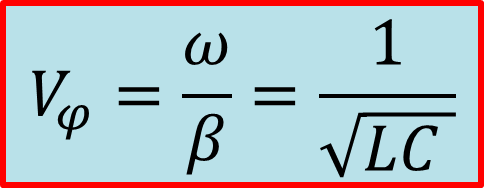 V_φ = ω/β = 1/√LC